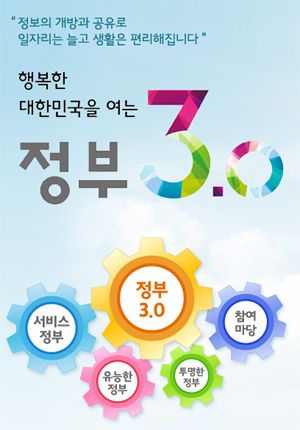 “ 정보의 개방과 공유로
일자리는 늘고 생활은 편리해집니다 ”
행복한
대한민국을 여는
정부 3.0
정부
3.0
서비스
정부
참여
마당
유능한
정부
투명한
정부